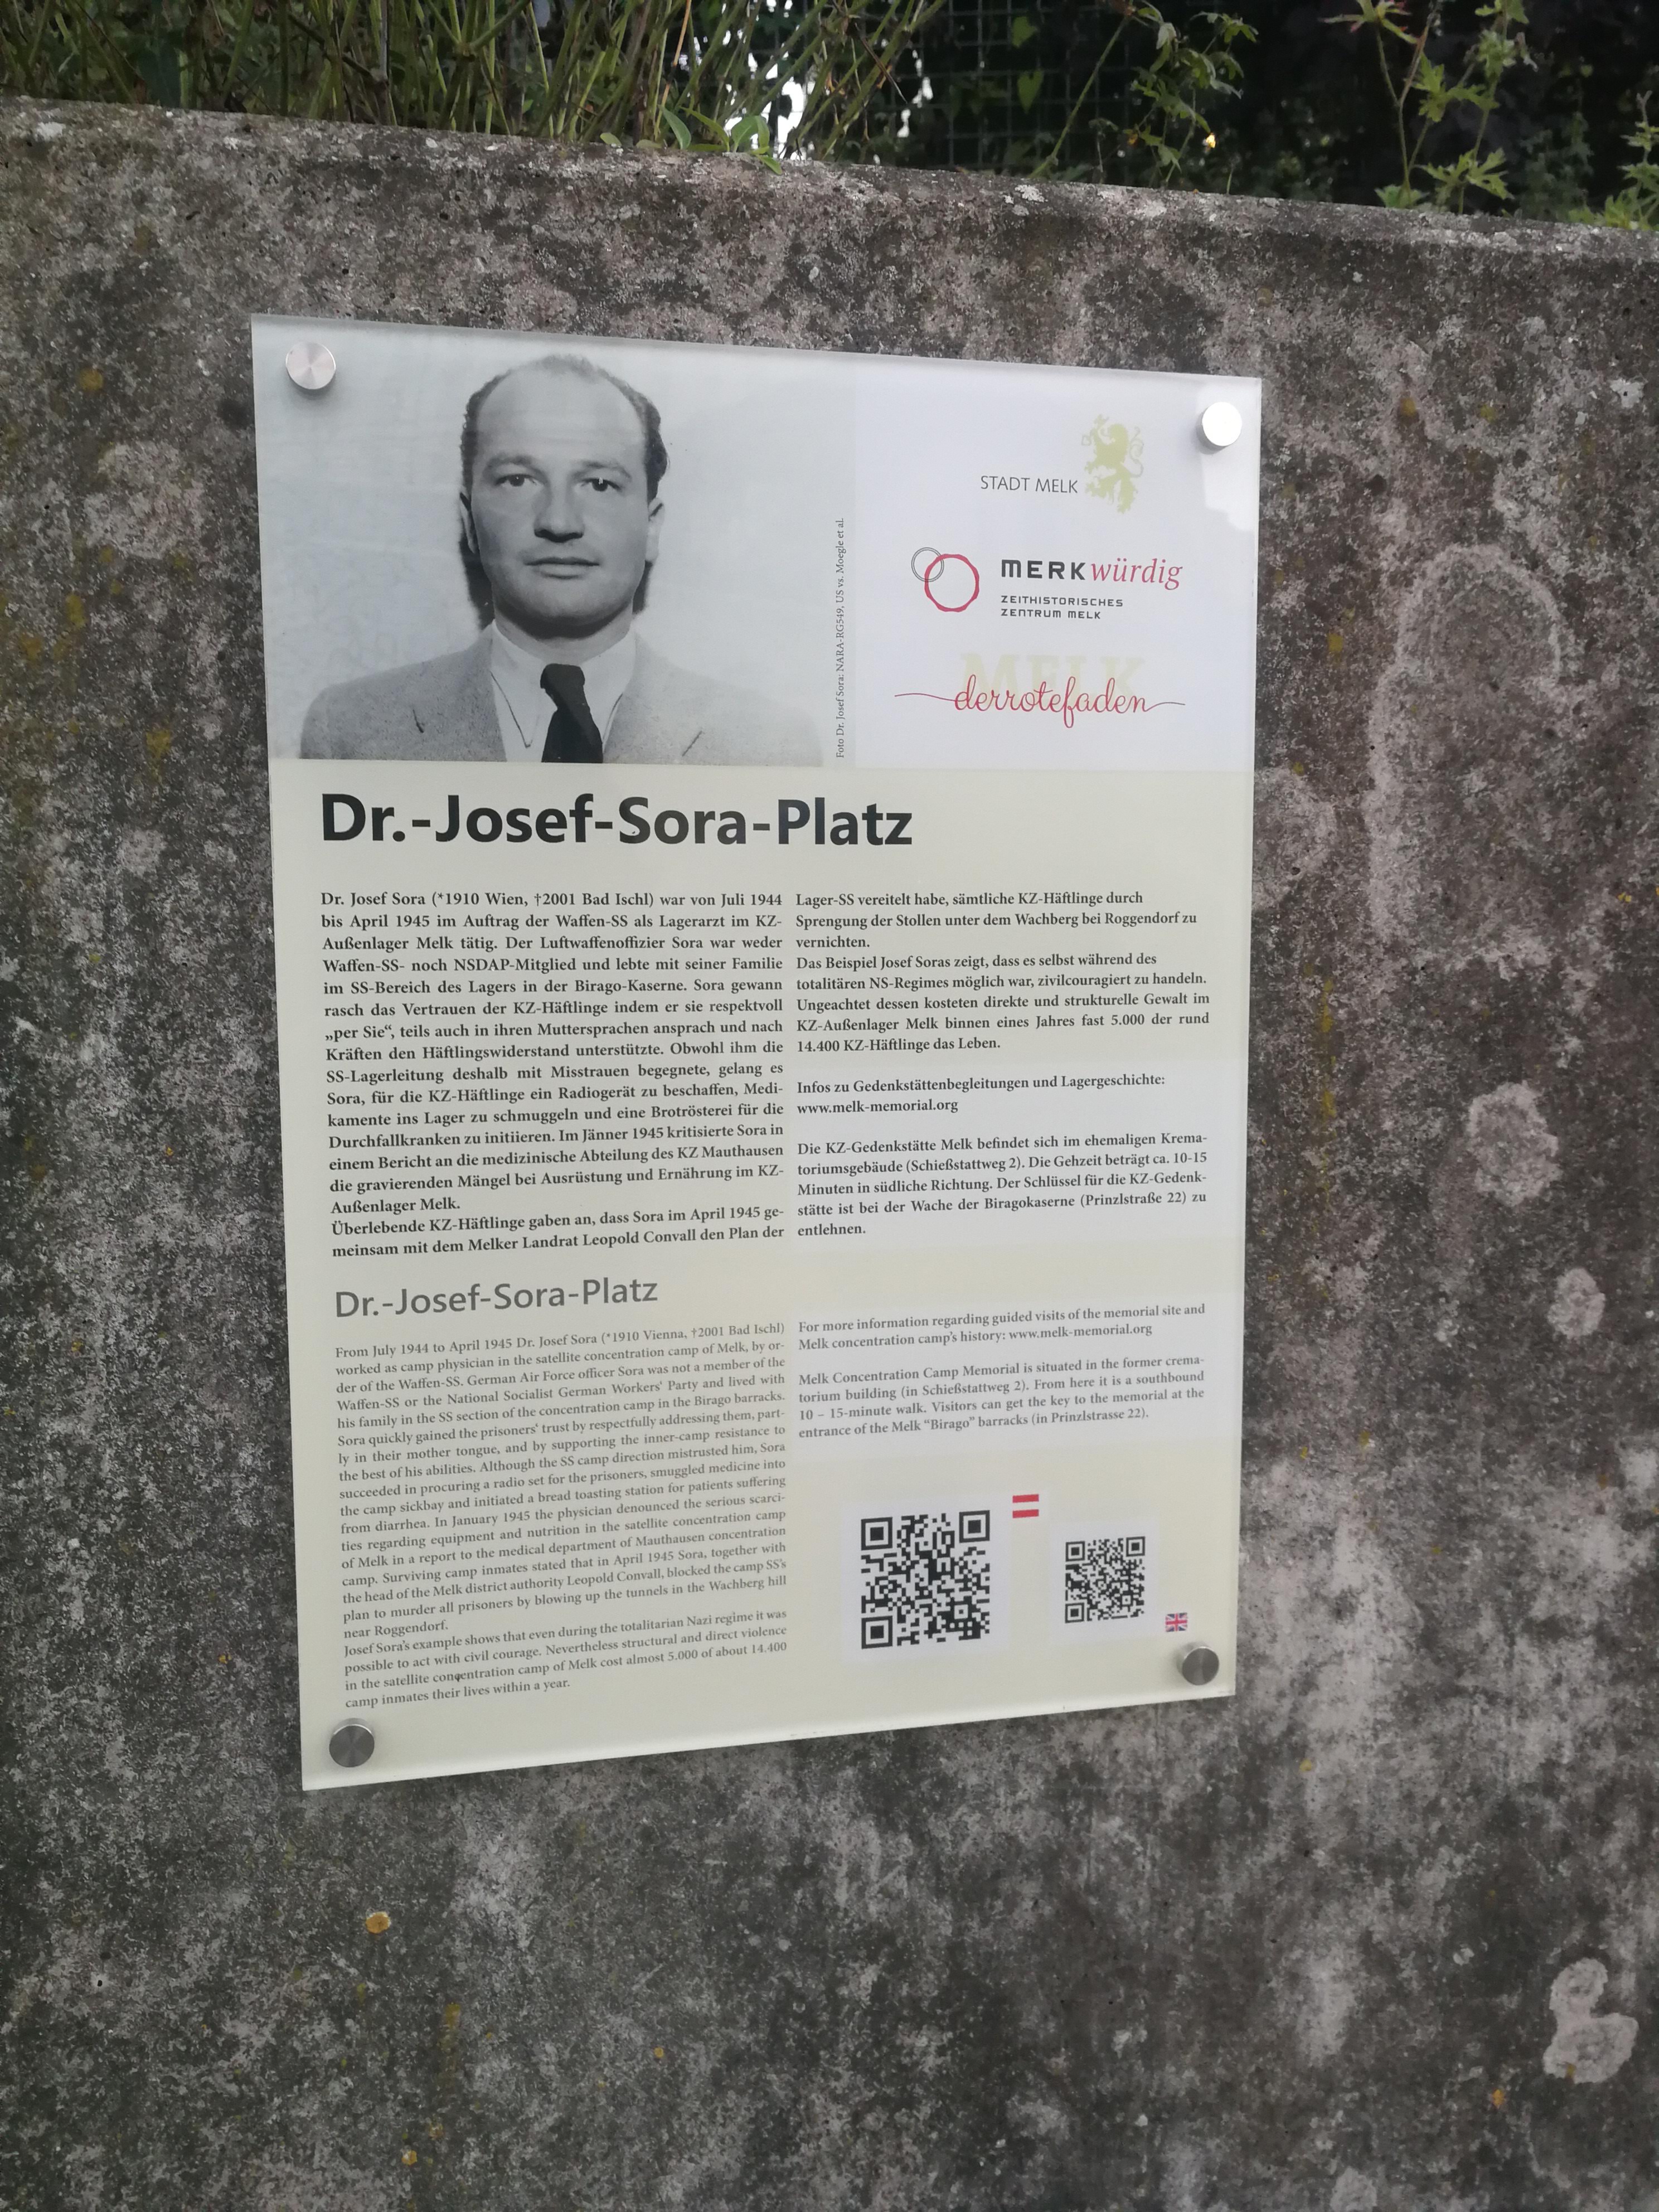 STADT MELK
MERKwürdig
ZEITHISTORISCHES
ZENTRUM MELK
MELK
derrotefaden
Foto Dr. Josef Sora: NARA-RG549, US vs. Moegle et al.
Dr.-Josef-Sora-Platz
Dr. Josef Sora (*1910 Wien, †2001 Bad Ischl) war von Juli 1944
bis April 1945 im Auftrag der Waffen-SS als Lagerarzt im KZ-
Außenlager Melk tätig. Der Luftwaffenoffizier Sora war weder
Waffen-SS- noch NSDAP-Mitglied und lebte mit seiner Familie
im SS-Bereich des Lagers in der Birago-Kaserne. Sora gewann
rasch das Vertrauen der KZ-Häftlinge indem er sie respektvoll
„per Sie“, teils auch in ihren Muttersprachen ansprach und nach
Kräften den Häftlingswiderstand unterstützte. Obwohl ihm die
SS-Lagerleitung deshalb mit Misstrauen begegnete, gelang es
Sora, für die KZ-Häftlinge ein Radiogerät zu beschaffen, Medi-
kamente ins Lager zu schmuggeln und eine Brotrösterei für die
Durchfallkranken zu initiieren. Im Jänner 1945 kritisierte Sora in
einem Bericht an die medizinische Abteilung des KZ Mauthausen
die gravierenden Mängel bei Ausrüstung und Ernährung im KZ-
Außenlager Melk.
Überlebende KZ-Häftlinge gaben an, dass Sora im April 1945 ge-
meinsam mit dem Melker Landrat Leopold Convall den Plan der
Lager-SS vereitelt habe, sämtliche KZ-Häftlinge durch
Sprengung der Stollen unter dem Wachberg bei Roggendorf zu
vernichten.
Das Beispiel Josef Soras zeigt, dass es selbst während des
totalitären NS-Regimes möglich war, zivilcouragiert zu handeln.
Ungeachtet dessen kosteten direkte und strukturelle Gewalt im
KZ-Außenlager Melk binnen eines Jahres fast 5.000 der rund
14.400 KZ-Häftlinge das Leben.
Infos zu Gedenkstättenbegleitungen und Lagergeschichte:
www.melk-memorial.org
Die KZ-Gedenkstätte Melk befindet sich im ehemaligen Krema-
toriumsgebäude (Schießstattweg 2). Die Gehzeit beträgt ca. 10-15
Minuten in südliche Richtung. Der Schlüssel für die KZ-Gedenk-
stätte ist bei der Wache der Biragokaserne (Prinzlstraße 22) zu
entlehnen.
Dr.-Josef-Sora-Platz
From July 1944 to April 1945 Dr. Josef Sora (*1910 Vienna, †2001 Bad Ischl)
worked as camp physician in the satellite concentration camp of Melk, by or-
der of the Waffen-SS. German Air Force officer Sora was not a member of the
Waffen-SS or the National Socialist German Workers' Party and lived with
his family in the SS section of the concentration camp in the Birago barracks.
Sora quickly gained the prisoners' trust by respectfully addressing them, part-
ly in their mother tongue, and by supporting the inner-camp resistance to
the best of his abilities. Although the SS camp direction mistrusted him, Sora
succeeded in procuring a radio set for the prisoners, smuggled medicine into
the camp sickbay and initiated a bread toasting station for patients suffering
from diarrhea. In January 1945 the physician denounced the serious scarci-
ties regarding equipment and nutrition in the satellite concentration camp
of Melk in a report to the medical department of Mauthausen concentration
camp. Surviving camp inmates stated that in April 1945 Sora, together with
the head of the Melk district authority Leopold Convall, blocked the camp SS's
plan to murder all prisoners by blowing up the tunnels in the Wachberg hill
near Roggendorf.
Josef Sora's example shows that even during the totalitarian Nazi regime it was
possible to act with civil courage. Nevertheless structural and direct violence
in the satellite concentration camp of Melk cost almost 5.000 of about 14.400
camp inmates their lives within a year.
For more information regarding guided visits of the memorial site and
Melk concentration camp's history: www.melk-memorial.org
Melk Concentration Camp Memorial is situated in the former crema-
torium building (in Schießstattweg 2). From here it is a southbound
10 – 15-minute walk. Visitors can get the key to the memorial at the
entrance of the Melk “Birago” barracks (in Prinzlstrasse 22).